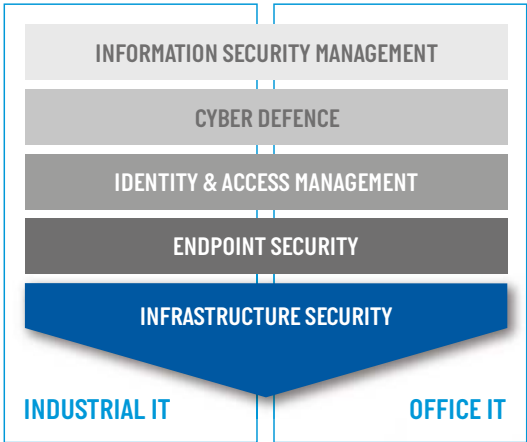 INFORMATION SECURITY MANAGEMENT
CYBER DEFENCE
IDENTITY & ACCESS MANAGEMENT
ENDPOINT SECURITY
INFRASTRUCTURE SECURITY
INDUSTRIAL IT
OFFICE IT